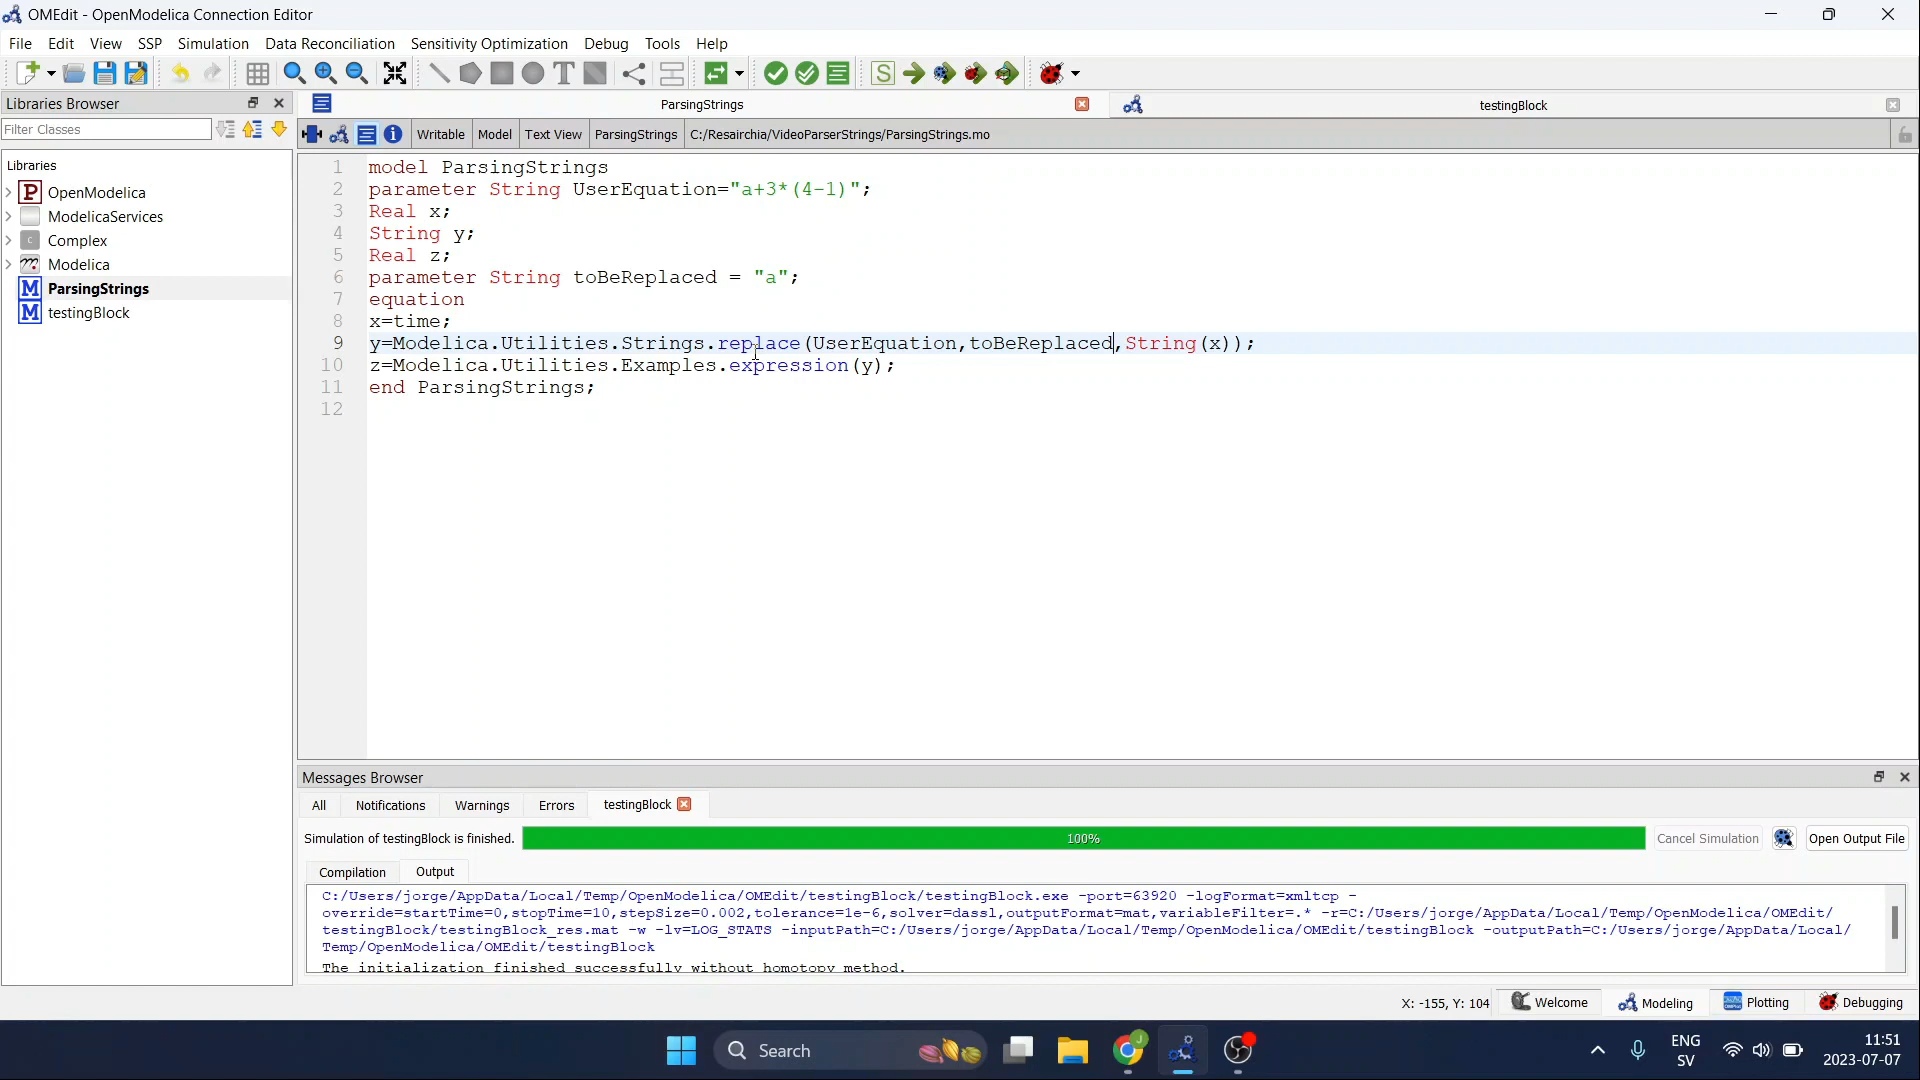 OMEdit - OpenModelica Connection Editor
File Edit View SSP Simulation Data Reconciliation Sensitivity Optimization Debug Tools Help
Libraries Browser
ParsingStrings
testingBlock
Filter Classes
Writable Model Text View ParsingStrings C:/Resairchia/VideoParserStrings/ParsingStrings.mo
Libraries
P OpenModelica
ModelicaServices
C Complex
Modelica
M ParsingStrings
M testingBlock
1 model ParsingStrings
2 parameter String UserEquation="a+3*(4-1)";
3 Real x;
4 String y;
5 Real z;
6 parameter String toBeReplaced = "a";
7 equation
8 x=time;
9 y=Modelica.Utilities.Strings.replace(UserEquation,toBeReplaced,String(x));
10 z=Modelica.Utilities.Examples.expression(y);
11 end ParsingStrings;
12
Messages Browser
All Notifications Warnings Errors testingBlock
Simulation of testingBlock is finished. 100% Cancel Simulation Open Output File
Compilation Output
C:/Users/jorge/AppData/Local/Temp/OpenModelica/OMEdit/testingBlock/testingBlock.exe -port=63920 -logFormat=xmltcp -
override=startTime=0,stopTime=10,stepSize=0.002,tolerance=1e-6,solver=dassl,outputFormat=mat,variableFilter=.* -r=C:/Users/jorge/AppData/Local/Temp/OpenModelica/OMEdit/
testingBlock/testingBlock_res.mat -w -lv=LOG_STATS -inputPath=C:/Users/jorge/AppData/Local/Temp/OpenModelica/OMEdit/testingBlock -outputPath=C:/Users/jorge/AppData/Local/
Temp/OpenModelica/OMEdit/testingBlock
The initialization finished successfully without homotopy method.
X: -155, Y: 104 Welcome Modeling Plotting Debugging
Search
J
ENG
SV
11:51
2023-07-07